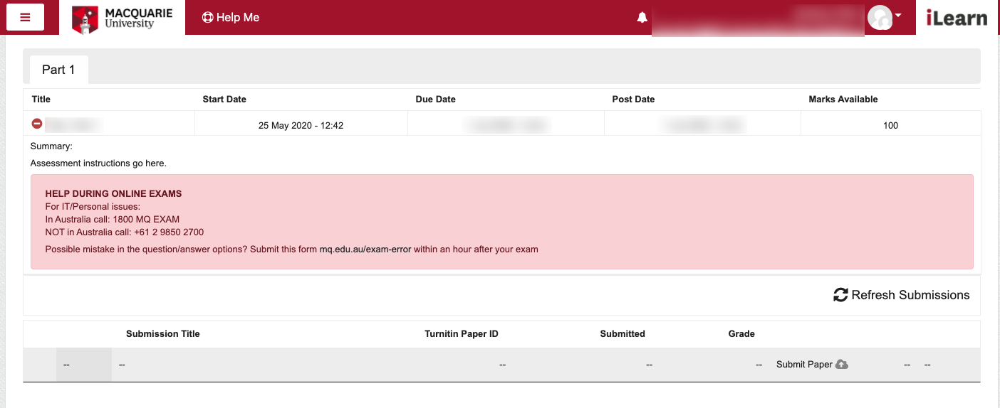 MACQUARIE
University
Help Me
iLearn
Part 1
Title Start Date Due Date Post Date Marks Available
25 May 2020 - 12:42 100
Summary:
Assessment instructions go here.
HELP DURING ONLINE EXAMS
For IT/Personal issues:
In Australia call: 1800 MQ EXAM
NOT in Australia call: +61 2 9850 2700
Possible mistake in the question/answer options? Submit this form mq.edu.au/exam-error within an hour after your exam
Refresh Submissions
Submission Title Turnitin Paper ID Submitted Grade
-- -- -- -- -- Submit Paper -- --